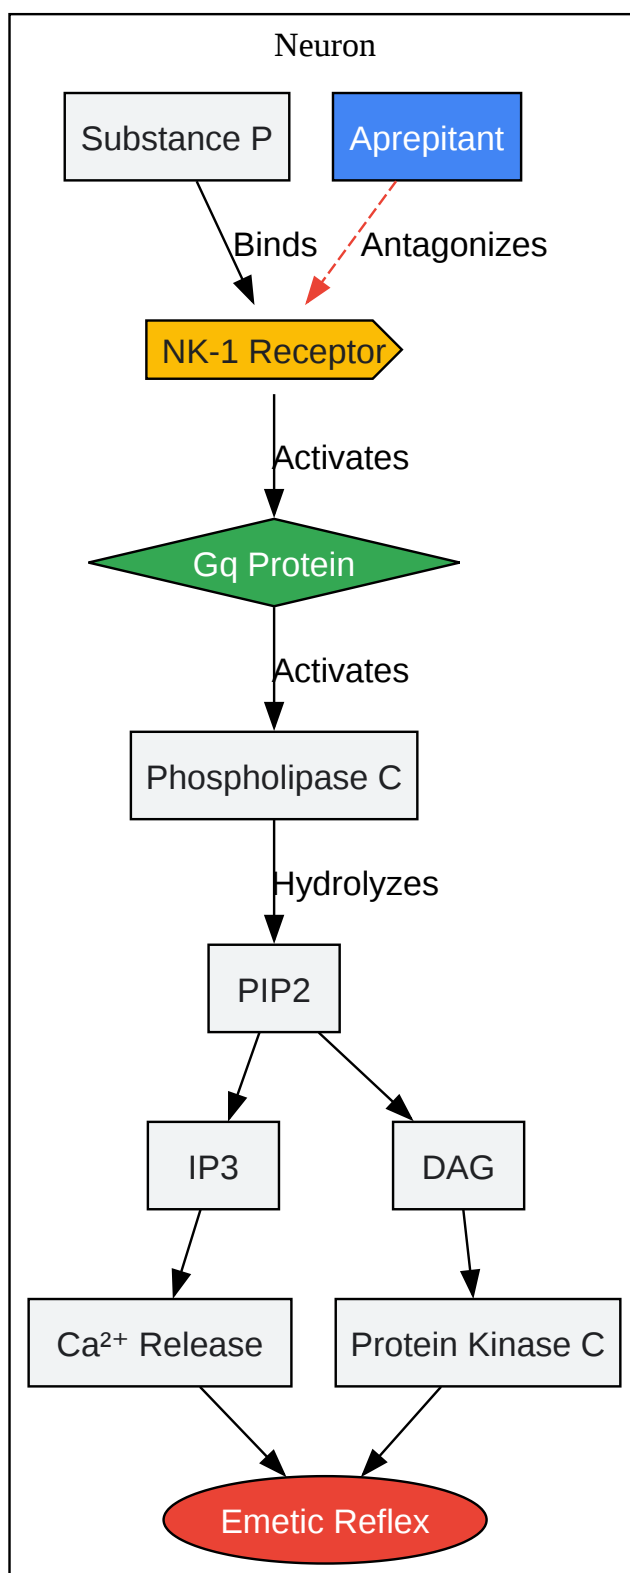 Neuron
Substance P
Aprepitant
Binds
Antagonizes
NK-1 Receptor
Activates
Gq Protein
Activates
Phospholipase C
Hydrolyzes
PIP2
IP3
DAG
Ca²⁺ Release
Protein Kinase C
Emetic Reflex